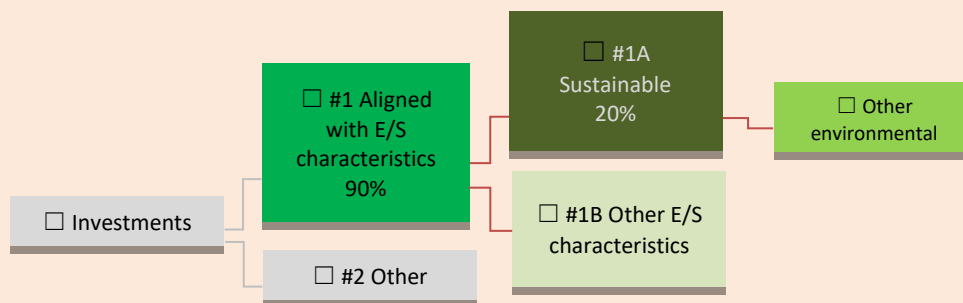 ☐ Investments
☐ #1 Aligned
with E/S
characteristics
90%
☐ #2 Other
☐ #1A
Sustainable
20%
☐ #1B Other E/S
characteristics
☐ Other
environmental